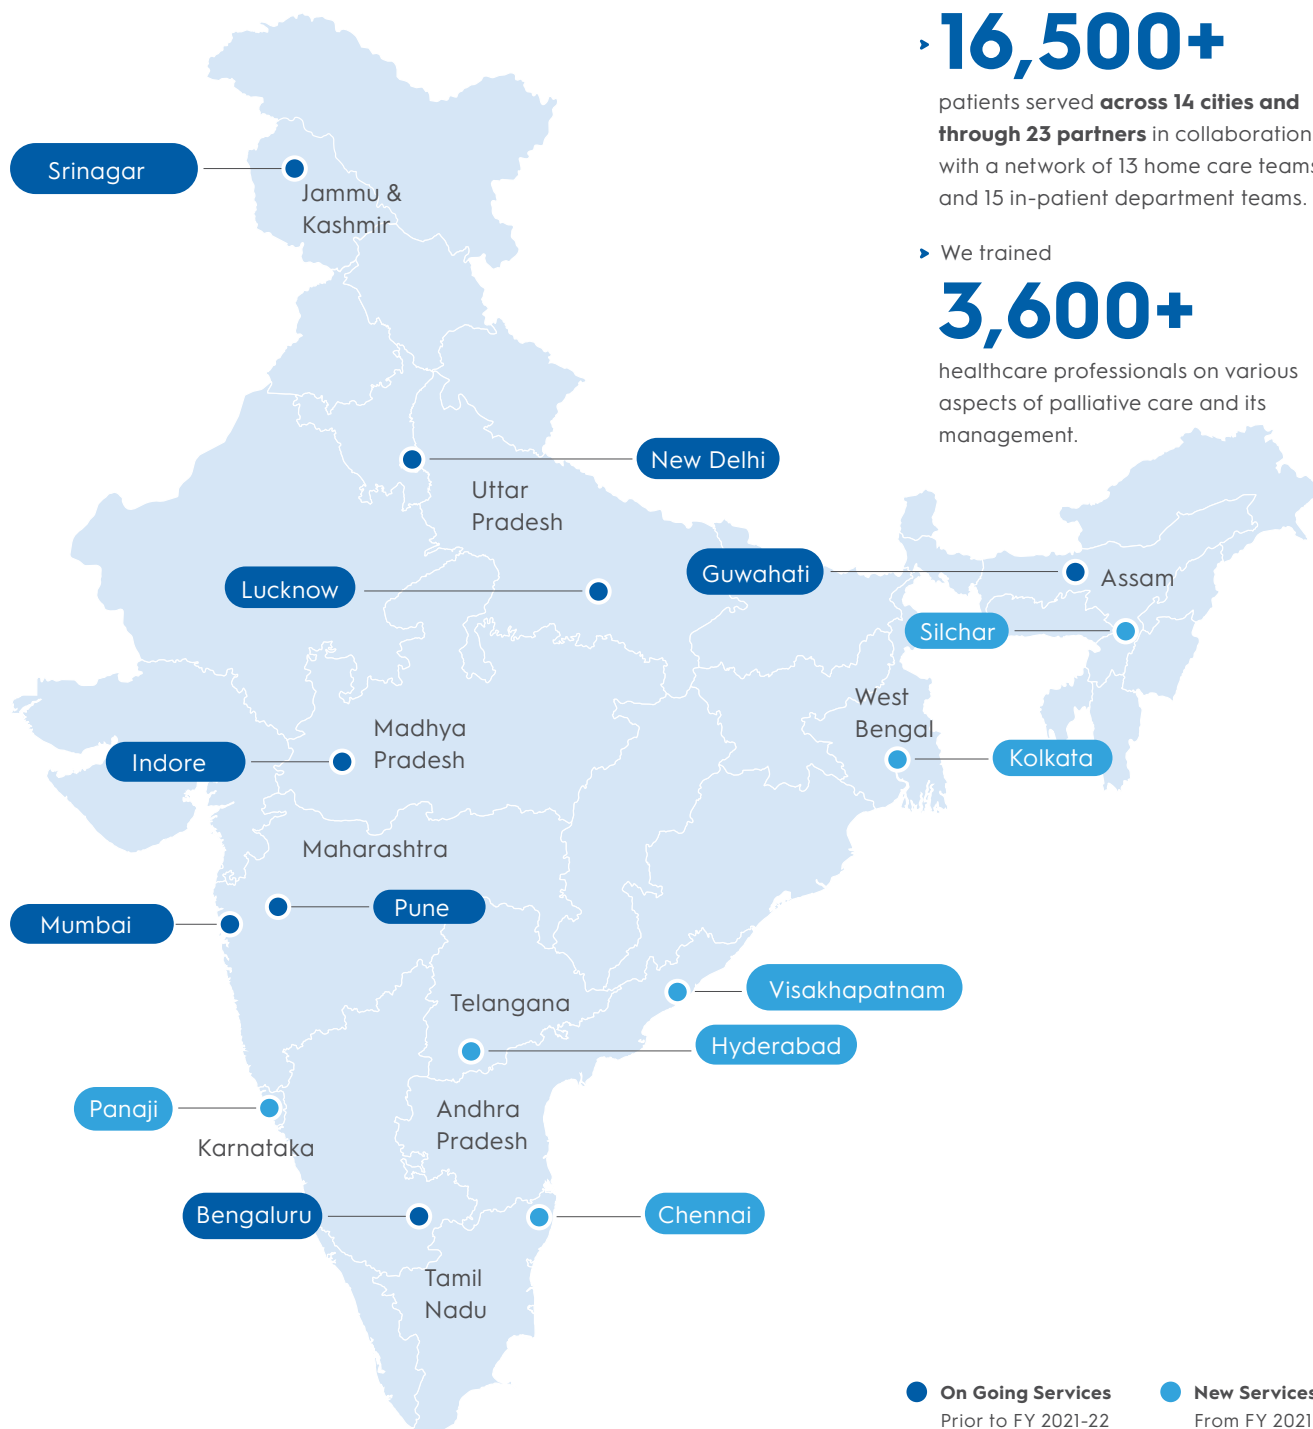 16,500+
patients served across 14 cities and
through 23 partners in collaboration
with a network of 13 home care teams
and 15 in-patient department teams.
We trained
3,600+
healthcare professionals on various
aspects of palliative care and its
management.
Srinagar
Jammu &
Kashmir
New Delhi
Uttar
Pradesh
Guwahati
Assam
Lucknow
Silchar
West
Bengal
Kolkata
Madhya
Pradesh
Indore
Maharashtra
Pune
Mumbai
Visakhapatnam
Telangana
Hyderabad
Panaji
Andhra
Pradesh
Karnataka
Bengaluru
Chennai
Tamil
Nadu
On Going Services
Prior to FY 2021-22
New Services
From FY 2021